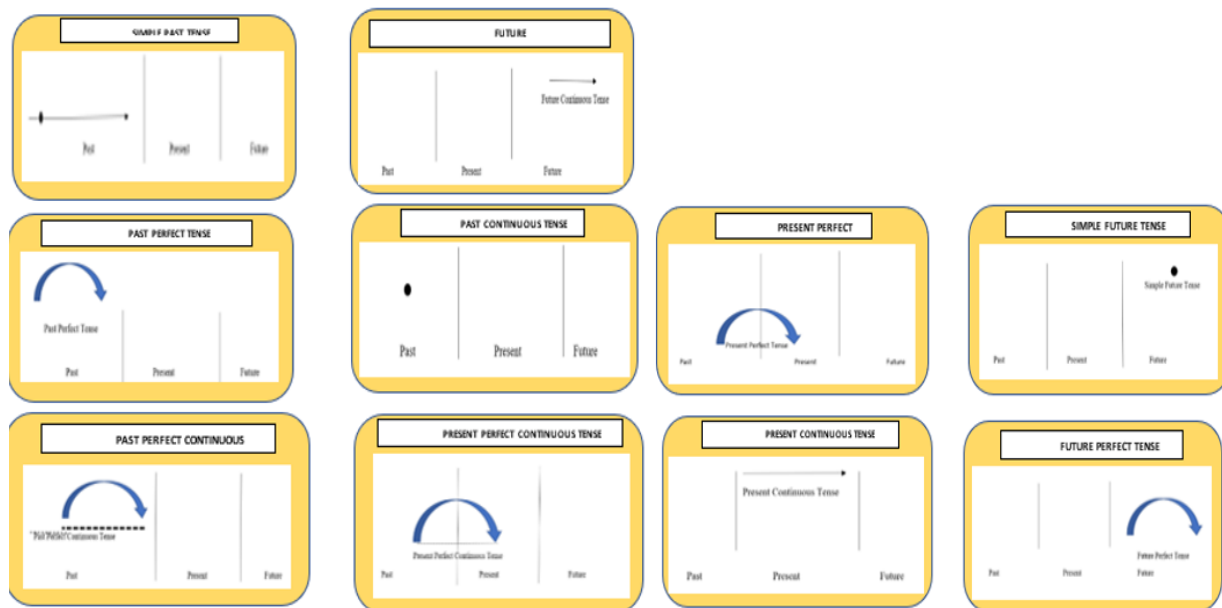 SIMPLE PAST TENSE
Past Present Future
FUTURE
Future Continuous Tense
Past Present Future
PAST PERFECT TENSE
Past Perfect Tense
Past Present Future
PAST CONTINUOUS TENSE
Past Present Future
PRESENT PERFECT
Present Perfect Tense
Past Present Future
SIMPLE FUTURE TENSE
Simple Future Tense
Past Present Future
PAST PERFECT CONTINUOUS
Past Perfect Continuous Tense
Past Present Future
PRESENT PERFECT CONTINUOUS TENSE
Present Perfect Continuous Tense
Past Present Future
PRESENT CONTINUOUS TENSE
Present Continuous Tense
Past Present Future
FUTURE PERFECT TENSE
Future Perfect Tense
Past Present Future